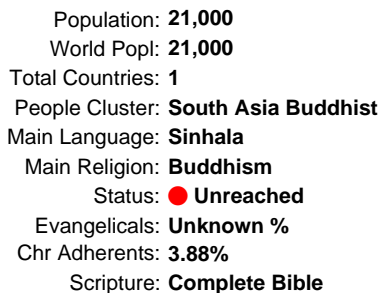 Population: 21,000
World Popl: 21,000
Total Countries: 1
People Cluster: South Asia Buddhist
Main Language: Sinhala
Main Religion: Buddhism
Status: Unreached
Evangelicals: Unknown %
Chr Adherents: 3.88%
Scripture: Complete Bible